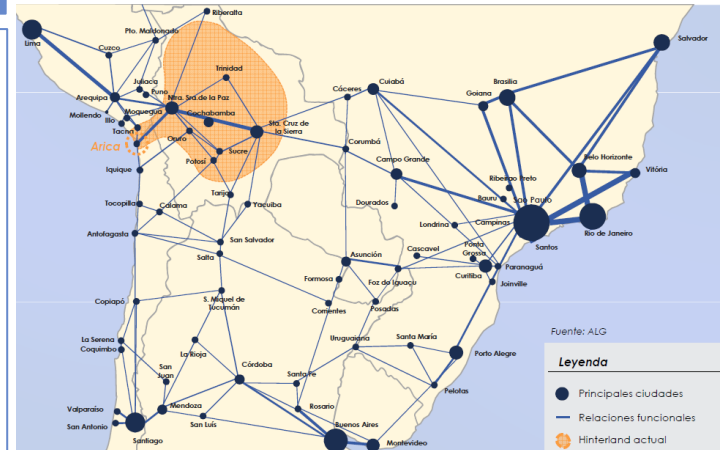 Riberalta
Lima
Pto. Maldonado
Salvador
Cuzco
Trinidad
Juliaca
Cuiabá
Brasilia
Puno
Cáceres
Goiana
Arequipa
Ntra. Sra.de la Paz
Mollendo
Moquegua
Cochabamba
Ilo
Tacna
Sta. Cruz de
la Sierra
Oruro
Arica
Corumbá
Belo Horizonte
Sucre
Campo Grande
Potosí
Vitória
Iquique
Ribeirao Preto
Tarija
Bauru
Sao Paulo
Tocopilla
Calama
Yacuiba
Dourados
Londrina
Campinas
Rio de Janeiro
Antofagasta
San Salvador
Cascavel
Ponta
Grossa
Santos
Salta
Asunción
Paranaguá
Formosa
Foz do Iguaçu
Curitiba
Joinville
Copiapó
S. Miquel de
Tucumán
Posadas
Corrientes
Fuente: ALG
La Serena
Uruguaiana
Santa María
Coquimbo
La Rioja
Porto Alegre
Leyenda
San
Juan
Córdoba
Santa Fe
Pelotas
Principales ciudades
Valparaíso
Mendoza
Rosario
San Antonio
San Luís
Relaciones funcionales
Santiago
Buenos Aires
Montevideo
Hinterland actual